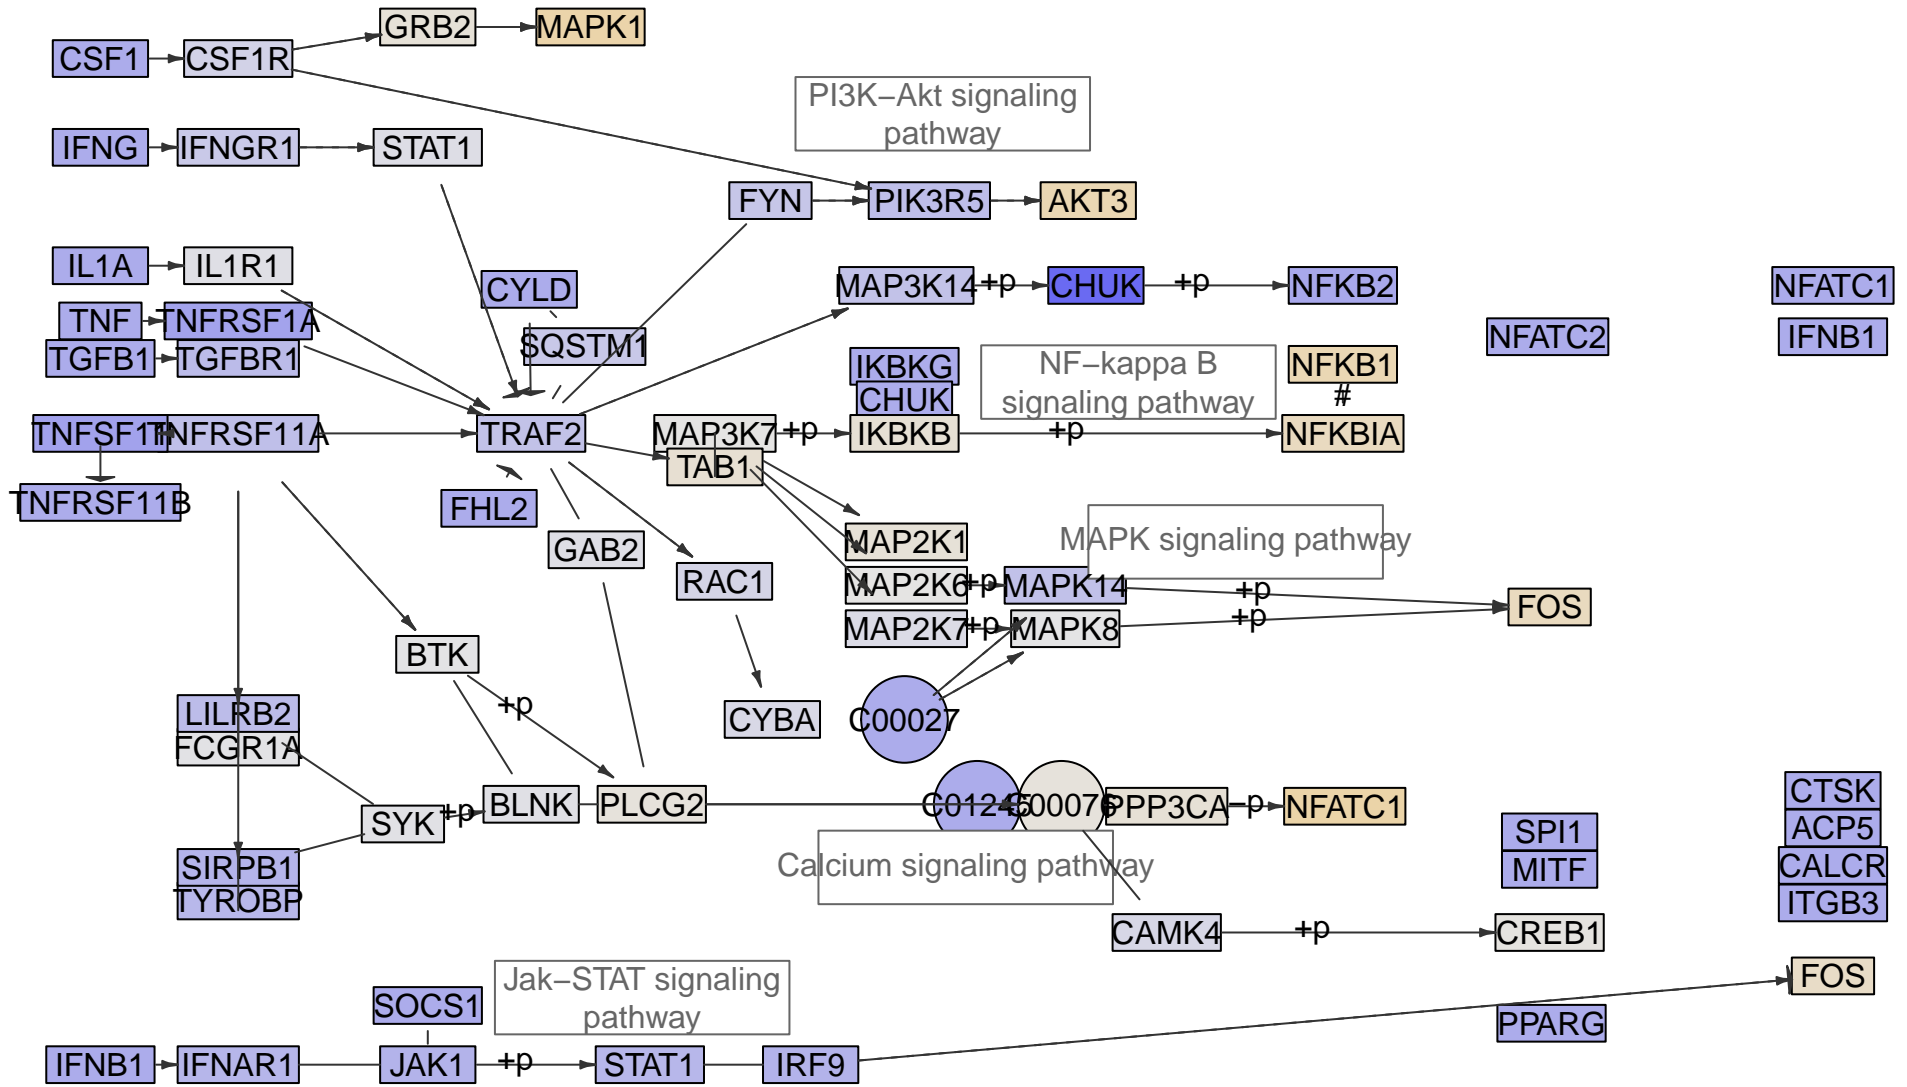 GRB2
MAPK1
CSF1
CSF1R
PI3K−Akt signaling
pathway
IFNG
IFNGR1
STAT1
FYN
PIK3R5
AKT3
IL1A
IL1R1
CYLD
MAP3K14
+p
CHUK
+p
NFKB2
NFATC1
TNF
TNFRSF1A
SQSTM1
NFATC2
IFNB1
TGFB1
TGFBR1
IKBKG
NF−kappa B
signaling pathway
NFKB1
CHUK
#
TNFRSF11A
TRAF2
MAP3K7
+p
IKBKB
+p
NFKBIA
TAB1
TNFRSF11B
FHL2
GAB2
MAP2K1
MAPK signaling pathway
RAC1
MAP2K6
+p
MAPK14
+p
FOS
MAP2K7
+p
MAPK8
+p
BTK
+p
LILRB2
CYBA
C00027
FCGR1A
SYK
+p
BLNK
PLCG2
C01245
C00076
PPP3CA
−p
NFATC1
CTSK
SPI1
ACP5
SIRPB1
Calcium signaling pathway
MITF
CALCR
TYROBP
ITGB3
CAMK4
+p
CREB1
Jak−STAT signaling
pathway
FOS
SOCS1
PPARG
IFNB1
IFNAR1
JAK1
+p
STAT1
IRF9